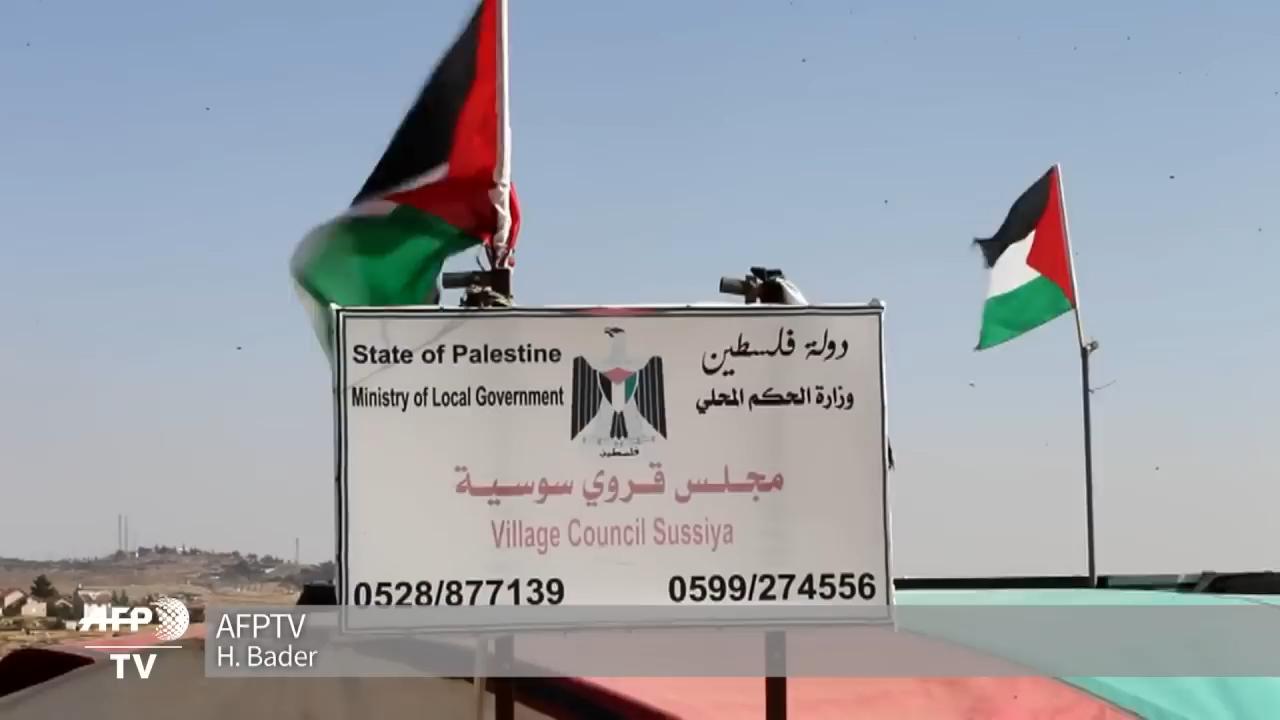 State of Palestine
دولة فلسطين
Ministry of Local Government
وزارة الحكم المحلي
فلسطين
مجلس قروي سوسية
Village Council Sussiya
0528/877139
0599/274556
AFP
TV
AFPTV
H. Bader